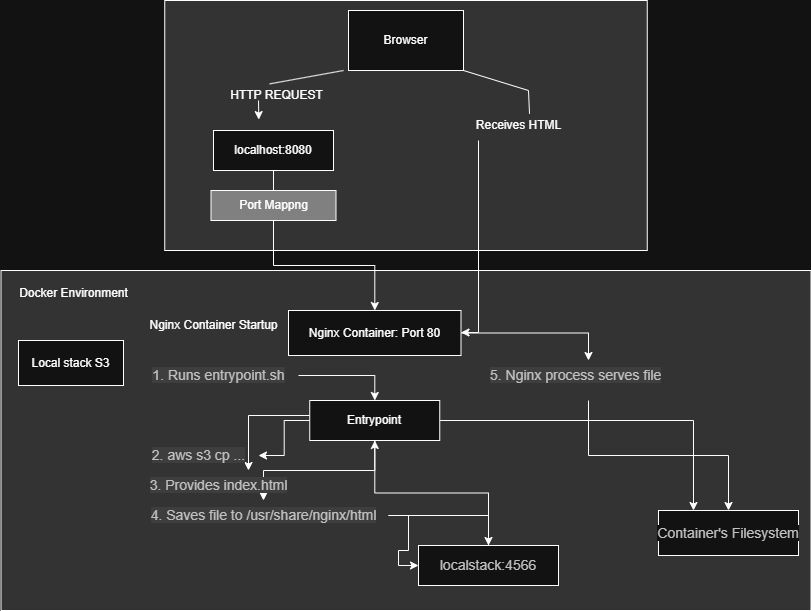 Browser
HTTP REQUEST
Receives HTML
localhost:8080
Port Mappng
Docker Environment
Nginx Container Startup
Nginx Container: Port 80
Local stack S3
1. Runs entrypoint.sh
5. Nginx process serves file
Entrypoint
2. aws s3 cp ...
3. Provides index.html
4. Saves file to /usr/share/nginx/html
Container's Filesystem
localstack:4566